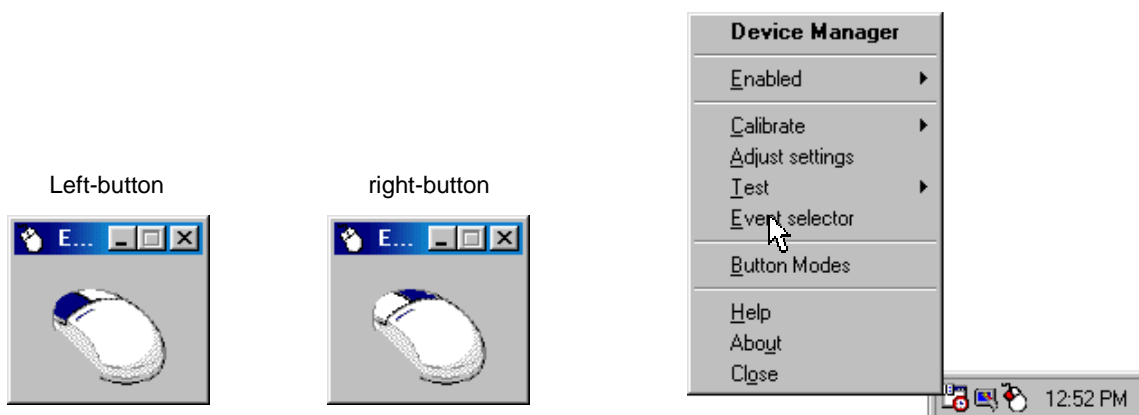 Left-button
right-button
E...
E...
Device Manager
Enabled
Calibrate
Adjust settings
Test
Event selector
Button Modes
Help
About
Close
12:52 PM